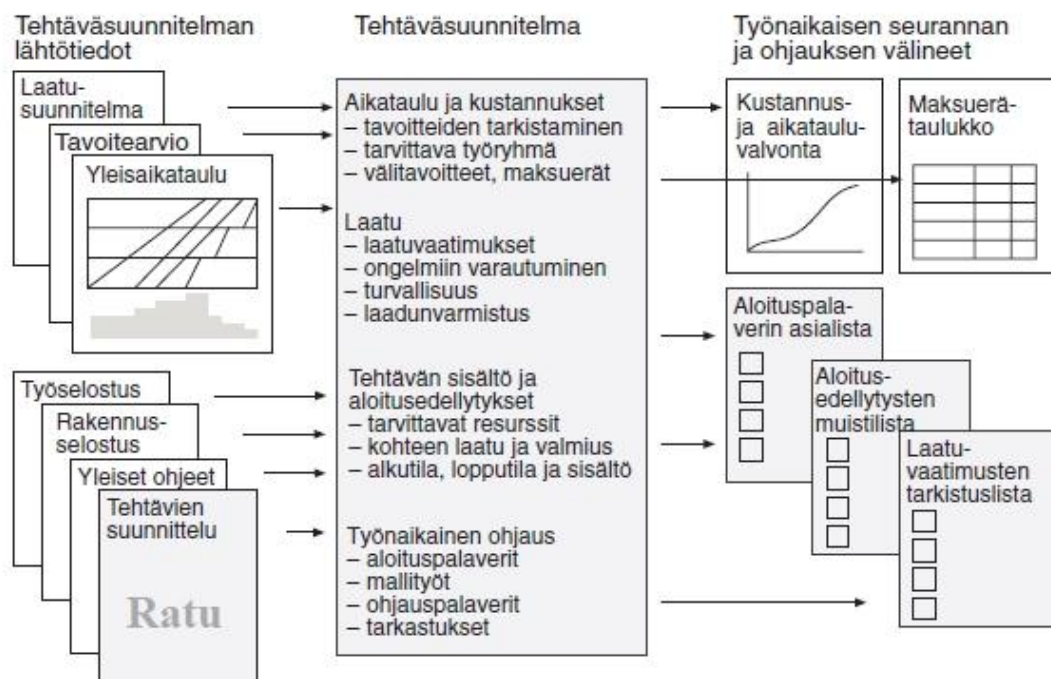 Tehtäväsuunnitelman
lähtötiedot
Laatu-
suunnitelma
Tavoitearvio
Yleisaikataulu
Työselostus
Rakennus-
selostus
Yleiset ohjeet
Tehtävien
suunnittelu
Ratu
Tehtäväsuunnitelma
Aikataulu ja kustannukset
– tavoitteiden tarkistaminen
– tarvittava työryhmä
– välitavoitteet, maksuerät
Laatu
– laatuvaatimukset
– ongelmiin varautuminen
– turvallisuus
– laadunvarmistus
Tehtävän sisältö ja
aloitusedellytykset
– tarvittavat resurssit
– kohteen laatu ja valmius
– alkutila, lopputila ja sisältö
Työnaikainen ohjaus
– aloituspalaverit
– mallityöt
– ohjauspalaverit
– tarkastukset
Työnaikaisen seurannan
ja ohjauksen välineet
Kustannus-
ja aikataulu-
valvonta
Maksuerä-
taulukko
Aloituspala-
verin asialista
Aloitus-
edellytysten
muistilista
Laatu-
vaatimusten
tarkistuslista